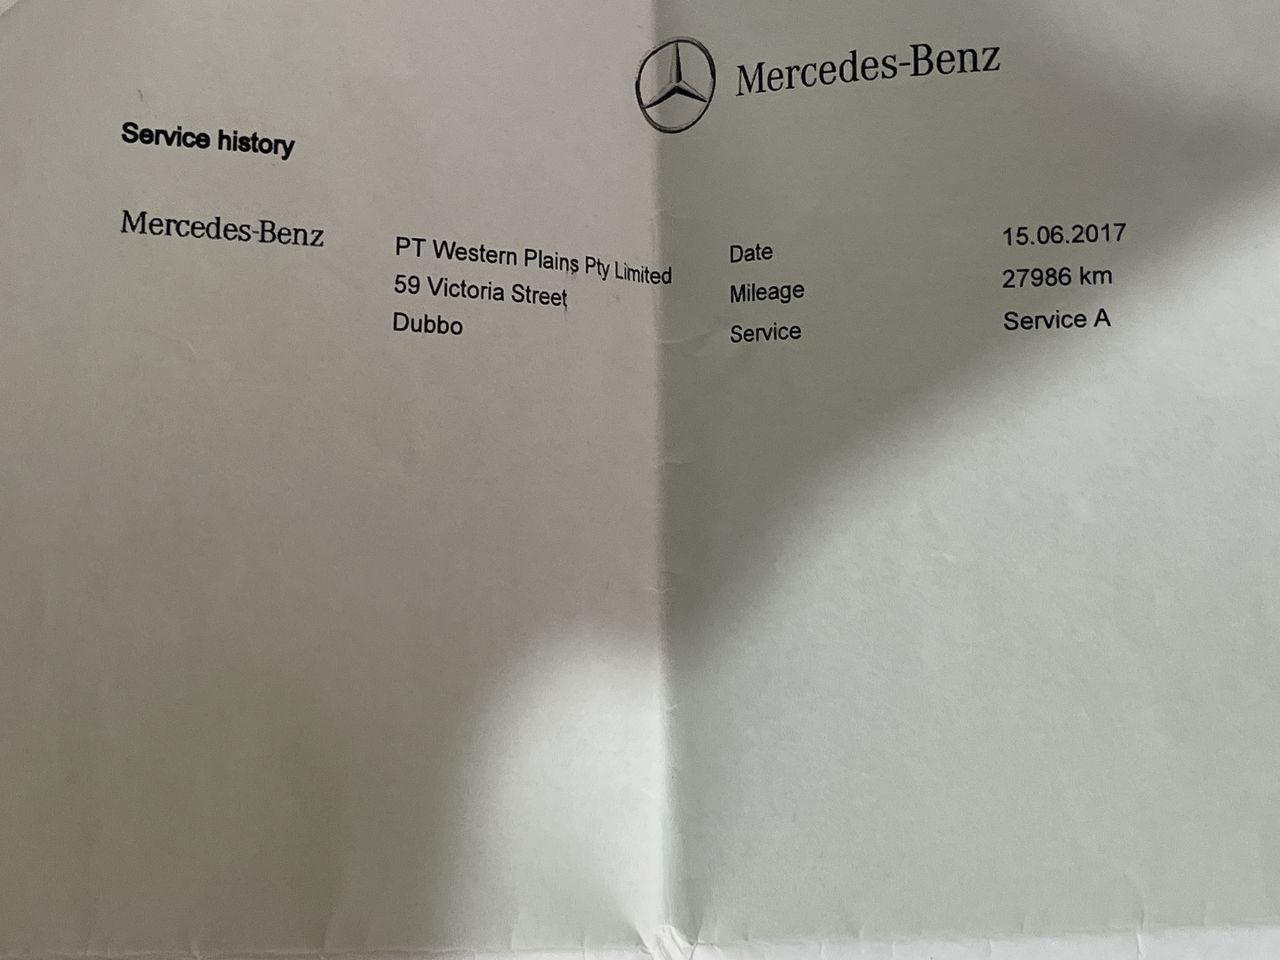 Mercedes-Benz
Service history
Mercedes-Benz
PT Western Plains Pty Limited
59 Victoria Street
Dubbo
Date 15.06.2017
Mileage 27986 km
Service Service A